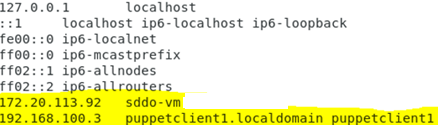 127.0.0.1 localhost
::1 localhost ip6-localhost ip6-loopback
fe00::0 ip6-localnet
ff00::0 ip6-mcastprefix
ff02::1 ip6-allnodes
ff02::2 ip6-allrouters
172.20.113.92 sddo-vm
192.168.100.3 puppetclient1.localdomain puppetclient1